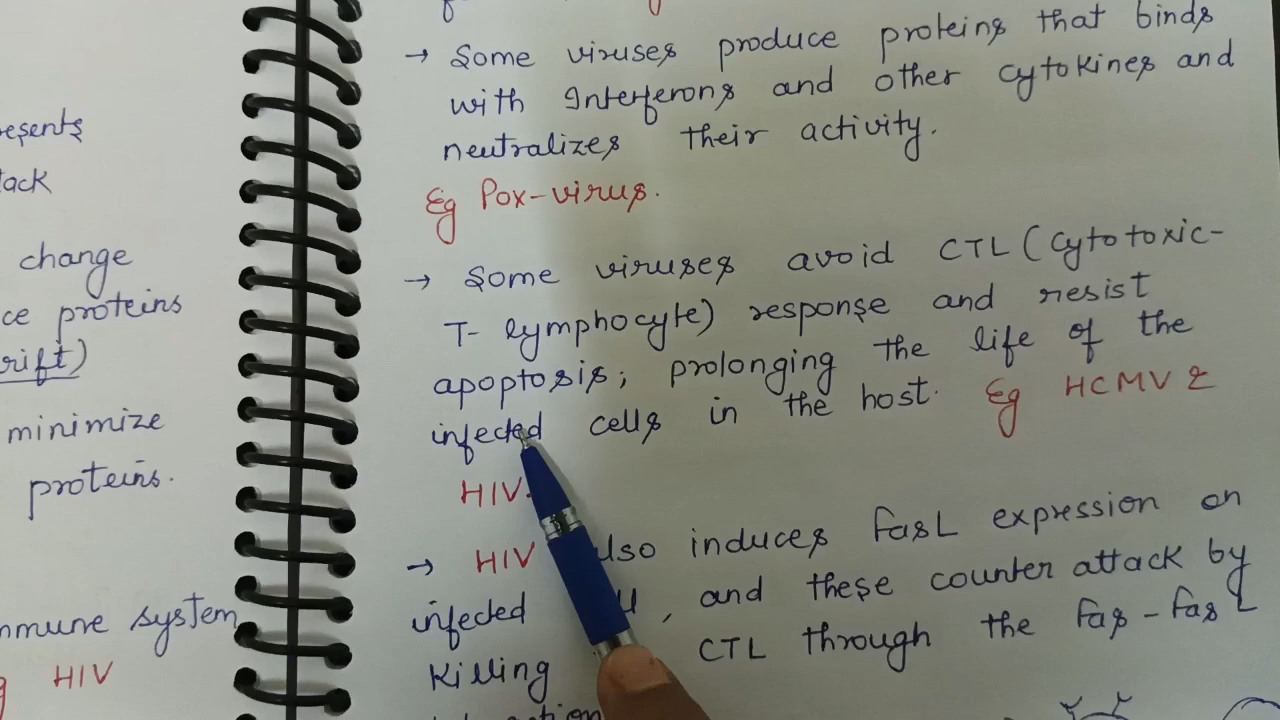 esents
tack
change
ce proteins
rift)
minimize
proteins.
mmune system
HIV
→ Some viruses produce proteins that binds
with Interferons and other cytokines and
neutralizes their activity.
Eg Pox-virus.
→ Some viruses avoid CTL (Cytotoxic-
T- lymphocyte) response and resist
apoptosis; prolonging the life of the
infected cells in the host. Eg HCMV &
HIV.
→ HIV also induces FasL expression on
infected , and these counter attack by
Killing CTL through the Fas-FasL